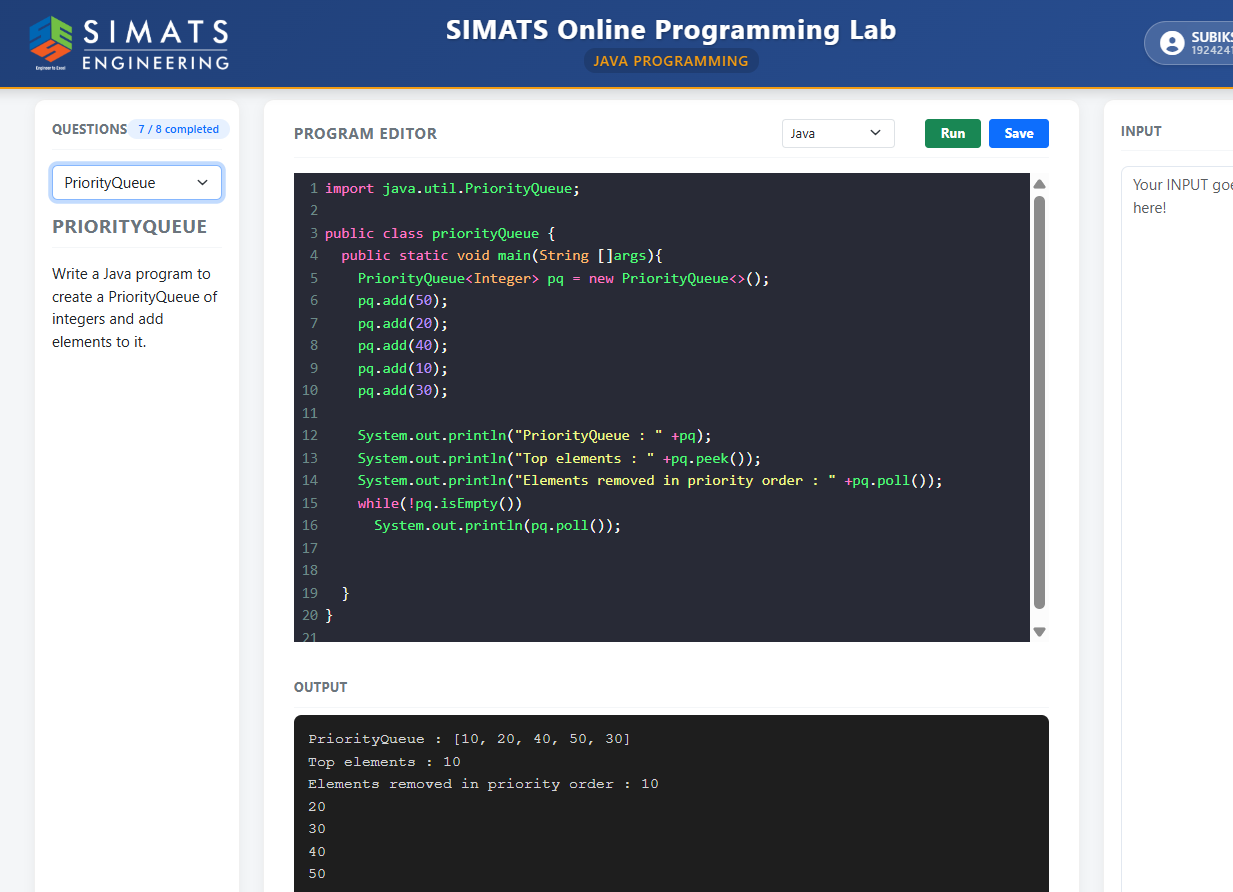 SIMATS
ENGINEERING
Engineer to Excel
SIMATS Online Programming Lab
JAVA PROGRAMMING
SUBIKS
192424
QUESTIONS
7 / 8 completed
PriorityQueue
PRIORITYQUEUE
Write a Java program to
create a PriorityQueue of
integers and add
elements to it.
PROGRAM EDITOR
Java
Run
Save
1 import java.util.PriorityQueue;
2
3 public class priorityQueue {
4   public static void main(String []args){
5     PriorityQueue<Integer> pq = new PriorityQueue<>();
6     pq.add(50);
7     pq.add(20);
8     pq.add(40);
9     pq.add(10);
10     pq.add(30);
11
12     System.out.println("PriorityQueue : " +pq);
13     System.out.println("Top elements : " +pq.peek());
14     System.out.println("Elements removed in priority order : " +pq.poll());
15     while(!pq.isEmpty())
16       System.out.println(pq.poll());
17
18
19   }
20 }
21
OUTPUT
PriorityQueue : [10, 20, 40, 50, 30]
Top elements : 10
Elements removed in priority order : 10
20
30
40
50
INPUT
Your INPUT goe
here!